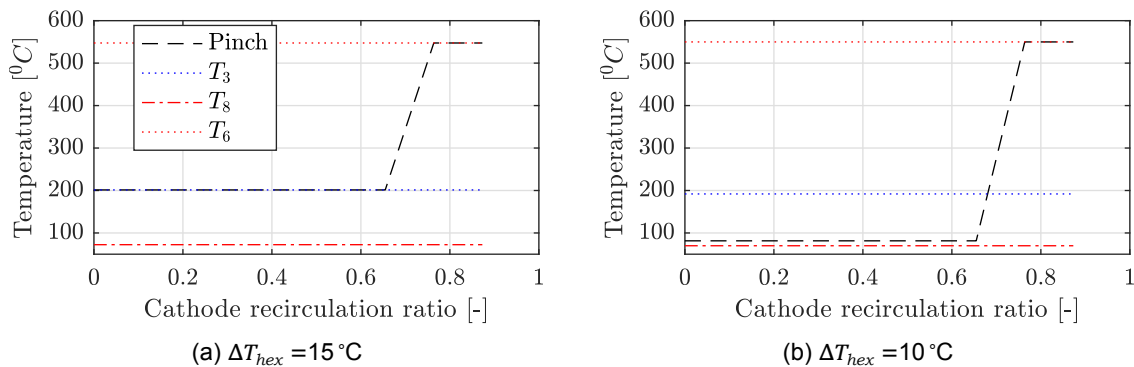 600
500
400
300
200
100
Temperature [⁰C]
Pinch
T₃
T₈
T₆
0
0.2
0.4
0.6
0.8
1
Cathode recirculation ratio [-]
(a) ΔT_hex =15 °C
600
500
400
300
200
100
Temperature [⁰C]
0
0.2
0.4
0.6
0.8
1
Cathode recirculation ratio [-]
(b) ΔT_hex =10 °C